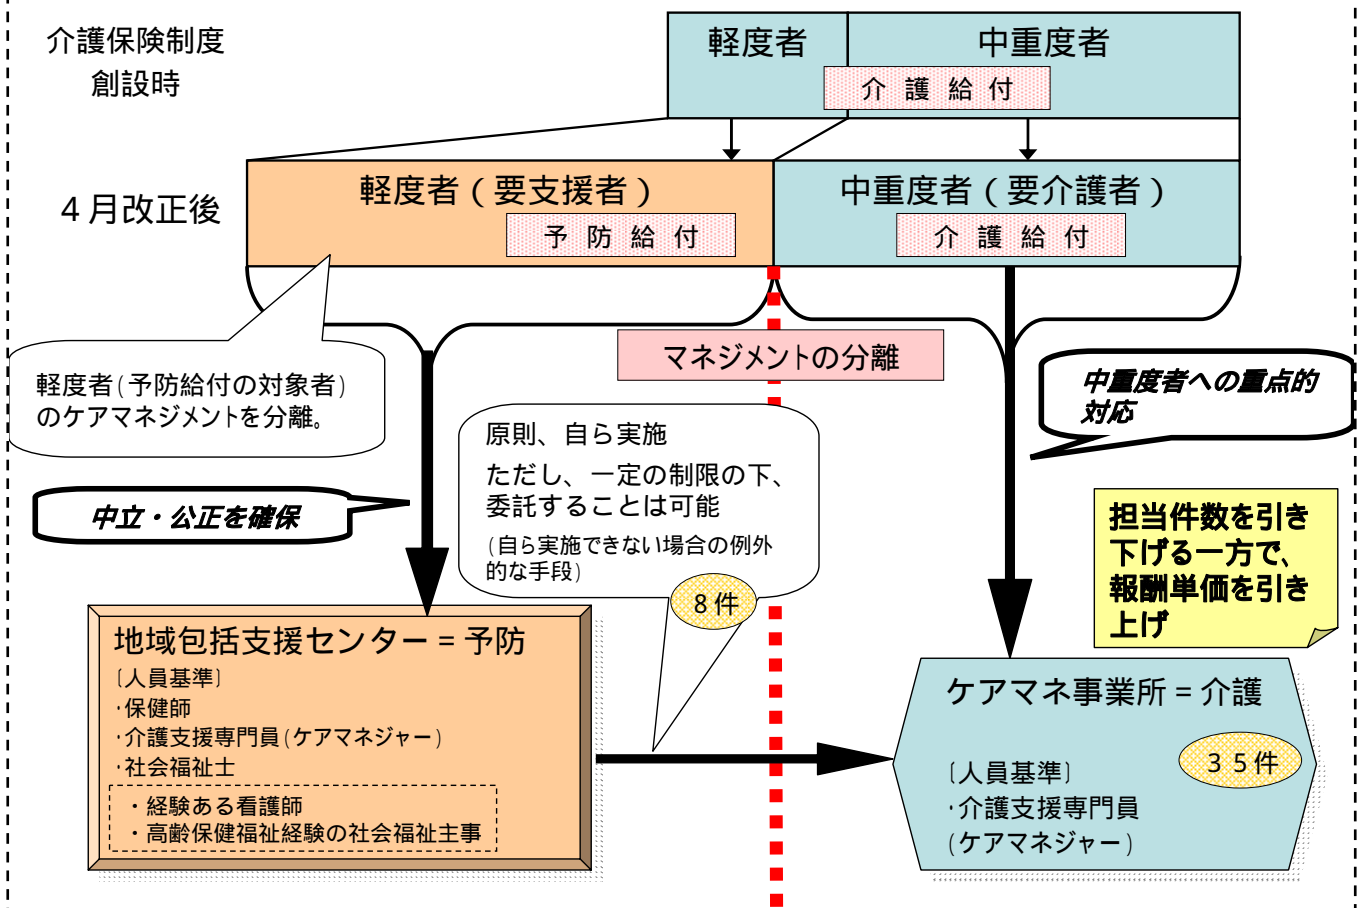 介護保険制度
創設時
軽度者
中重度者
介護給付
4月改正後
軽度者（要支援者）
予防給付
中重度者（要介護者）
介護給付
マネジメントの分離
軽度者（予防給付の対象者）
のケアマネジメントを分離。
中立・公正を確保
原則、自ら実施
ただし、一定の制限の下、
委託することは可能
（自ら実施できない場合の例外
的な手段）
8件
中重度者への重点的
対応
担当件数を引き
下げる一方で、
報酬単価を引き
上げ
地域包括支援センター＝予防
〔人員基準〕
・保健師
・介護支援専門員（ケアマネジャー）
・社会福祉士
・経験ある看護師
・高齢保健福祉経験の社会福祉主事
ケアマネ事業所＝介護
35件
〔人員基準〕
・介護支援専門員
（ケアマネジャー）